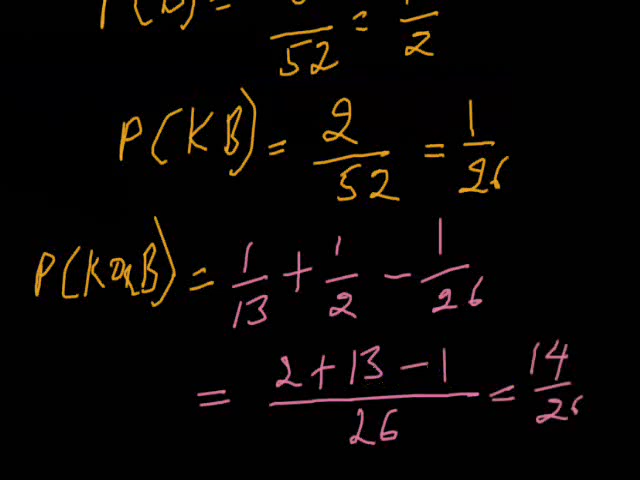 P(B) = /52 = 1/2
P(KB) = 2/52 = 1/26
P(K OR B) = 1/13 + 1/2 − 1/26
= (2+13−1)/26 = 14/26